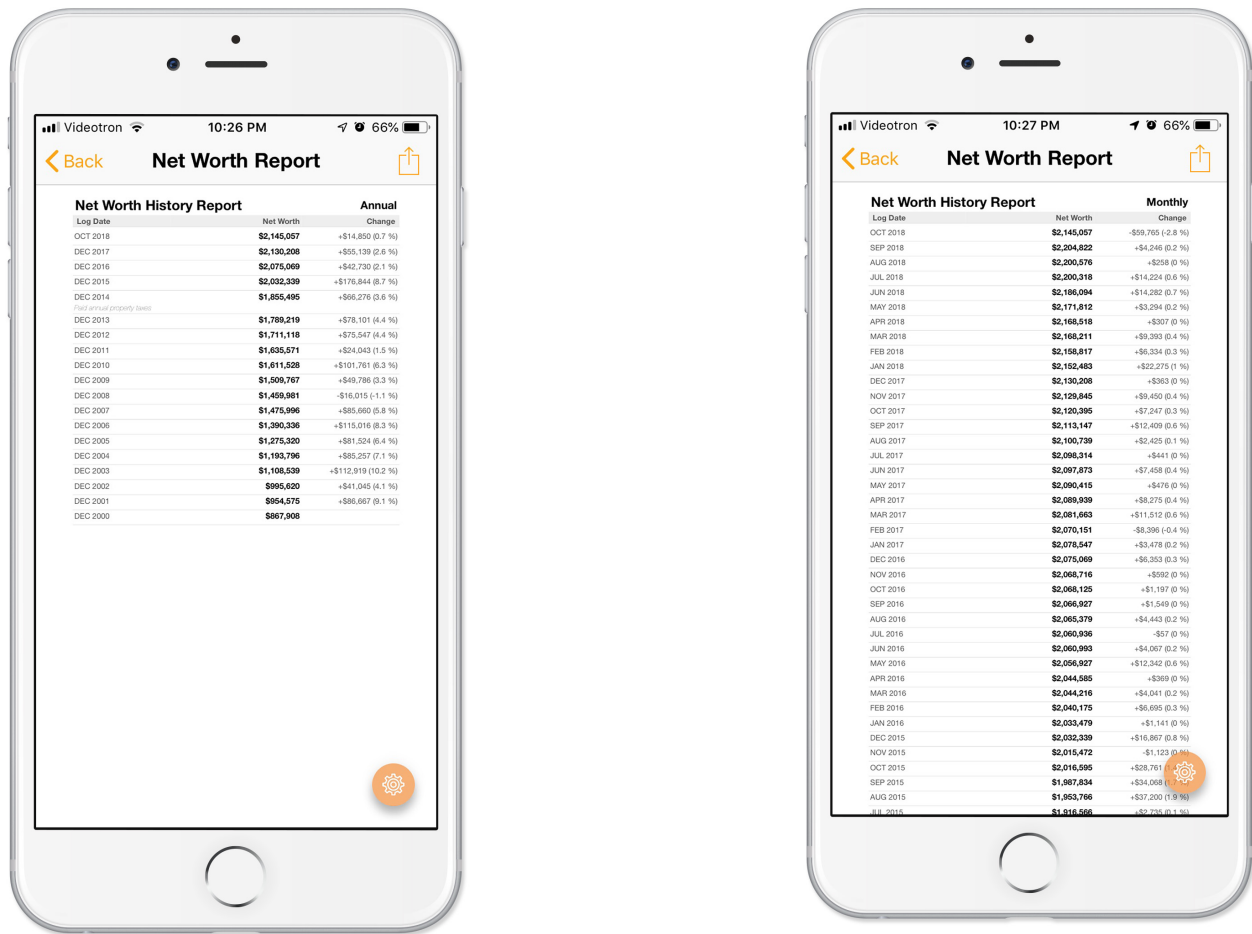 Videotron 10:26 PM 66%
Back Net Worth Report
Net Worth History Report Annual
Log Date Net Worth Change
OCT 2018 $2,145,057 +$14,850 (0.7 %)
DEC 2017 $2,130,208 +$55,139 (2.6 %)
DEC 2016 $2,075,069 +$42,730 (2.1 %)
DEC 2015 $2,032,339 +$176,844 (8.7 %)
DEC 2014 $1,855,495 +$66,276 (3.6 %)
Paid annual property taxes
DEC 2013 $1,789,219 +$78,101 (4.4 %)
DEC 2012 $1,711,118 +$75,547 (4.4 %)
DEC 2011 $1,635,571 +$24,043 (1.5 %)
DEC 2010 $1,611,528 +$101,761 (6.3 %)
DEC 2009 $1,509,767 +$49,786 (3.3 %)
DEC 2008 $1,459,981 -$16,015 (-1.1 %)
DEC 2007 $1,475,996 +$85,660 (5.8 %)
DEC 2006 $1,390,336 +$115,016 (8.3 %)
DEC 2005 $1,275,320 +$81,524 (6.4 %)
DEC 2004 $1,193,796 +$85,257 (7.1 %)
DEC 2003 $1,108,539 +$112,919 (10.2 %)
DEC 2002 $995,620 +$41,045 (4.1 %)
DEC 2001 $954,575 +$86,667 (9.1 %)
DEC 2000 $867,908
Videotron 10:27 PM 66%
Back Net Worth Report
Net Worth History Report Monthly
Log Date Net Worth Change
OCT 2018 $2,145,057 -$59,765 (-2.8 %)
SEP 2018 $2,204,822 +$4,246 (0.2 %)
AUG 2018 $2,200,576 +$258 (0 %)
JUL 2018 $2,200,318 +$14,224 (0.6 %)
JUN 2018 $2,186,094 +$14,282 (0.7 %)
MAY 2018 $2,171,812 +$3,294 (0.2 %)
APR 2018 $2,168,518 +$307 (0 %)
MAR 2018 $2,168,211 +$9,393 (0.4 %)
FEB 2018 $2,158,817 +$6,334 (0.3 %)
JAN 2018 $2,152,483 +$22,275 (1 %)
DEC 2017 $2,130,208 +$363 (0 %)
NOV 2017 $2,129,845 +$9,450 (0.4 %)
OCT 2017 $2,120,395 +$7,247 (0.3 %)
SEP 2017 $2,113,147 +$12,409 (0.6 %)
AUG 2017 $2,100,739 +$2,425 (0.1 %)
JUL 2017 $2,098,314 +$441 (0 %)
JUN 2017 $2,097,873 +$7,458 (0.4 %)
MAY 2017 $2,090,415 +$476 (0 %)
APR 2017 $2,089,939 +$8,275 (0.4 %)
MAR 2017 $2,081,663 +$11,512 (0.6 %)
FEB 2017 $2,070,151 -$8,396 (-0.4 %)
JAN 2017 $2,078,547 +$3,478 (0.2 %)
DEC 2016 $2,075,069 +$6,353 (0.3 %)
NOV 2016 $2,068,716 +$592 (0 %)
OCT 2016 $2,068,125 +$1,197 (0 %)
SEP 2016 $2,066,927 +$1,549 (0 %)
AUG 2016 $2,065,379 +$4,443 (0.2 %)
JUL 2016 $2,060,936 -$57 (0 %)
JUN 2016 $2,060,993 +$4,067 (0.2 %)
MAY 2016 $2,056,927 +$12,342 (0.6 %)
APR 2016 $2,044,585 +$369 (0 %)
MAR 2016 $2,044,216 +$4,041 (0.2 %)
FEB 2016 $2,040,175 +$6,695 (0.3 %)
JAN 2016 $2,033,479 +$1,141 (0 %)
DEC 2015 $2,032,339 +$16,867 (0.8 %)
NOV 2015 $2,015,472 -$1,123 (0 %)
OCT 2015 $2,016,595 +$28,761
SEP 2015 $1,987,834 +$34,068
AUG 2015 $1,953,766 +$37,200 (1.9 %)
JUL 2015 $1,916,566 +$2,735 (0.1 %)